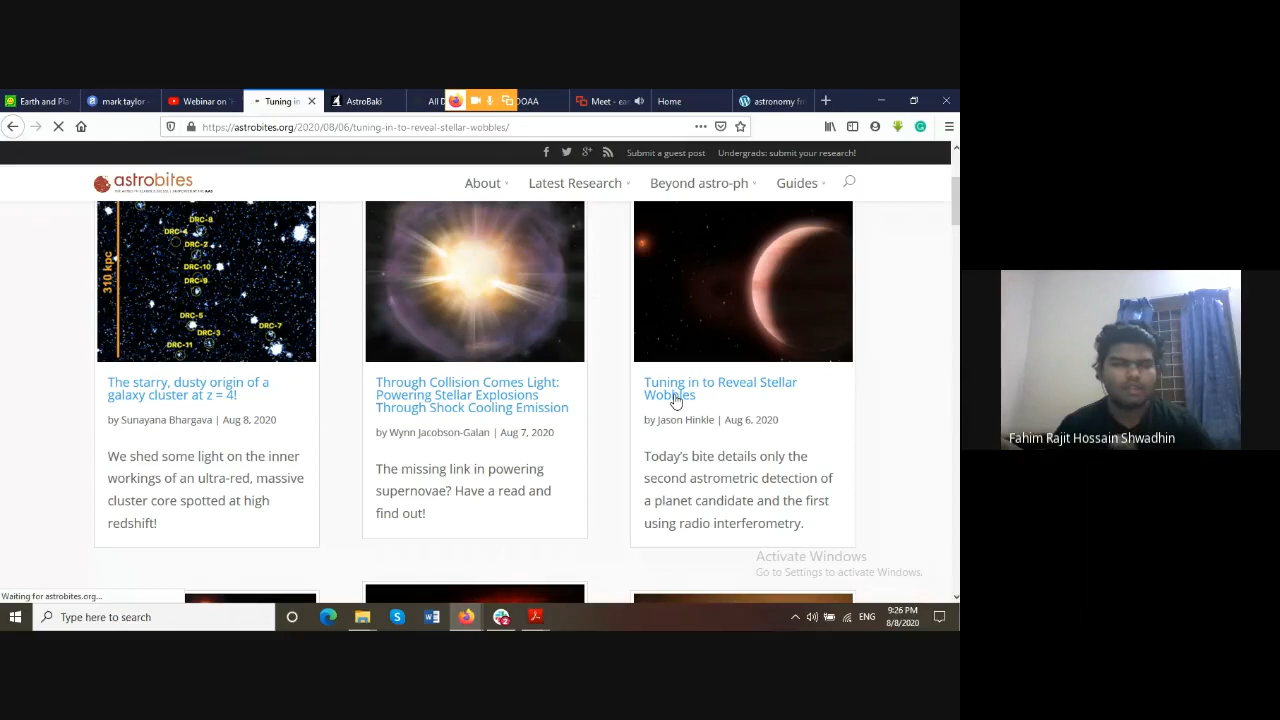 Earth and Pla
mark taylor
Webinar on "
Tuning in
AstroBaki
All D
OOAA
Meet - ea
Home
astronomy fr
https://astrobites.org/2020/08/06/tuning-in-to-reveal-stellar-wobbles/
Submit a guest post
Undergrads: submit your research!
astrobites
About
Latest Research
Beyond astro-ph
Guides
310 kpc
DRC-8
DRC-4
DRC-2
DRC-10
DRC-9
DRC-5
DRC-3
DRC-7
DRC-11
The starry, dusty origin of a
galaxy cluster at z = 4!
by Sunayana Bhargava | Aug 8, 2020
We shed some light on the inner
workings of an ultra-red, massive
cluster core spotted at high
redshift!
Through Collision Comes Light:
Powering Stellar Explosions
Through Shock Cooling Emission
by Wynn Jacobson-Galan | Aug 7, 2020
The missing link in powering
supernovae? Have a read and
find out!
Tuning in to Reveal Stellar
Wobbles
by Jason Hinkle | Aug 6, 2020
Today's bite details only the
second astrometric detection of
a planet candidate and the first
using radio interferometry.
Activate Windows
Go to Settings to activate Windows.
Waiting for astrobites.org...
Type here to search
ENG
9:26 PM
8/8/2020
Fahim Rajit Hossain Shwadhin